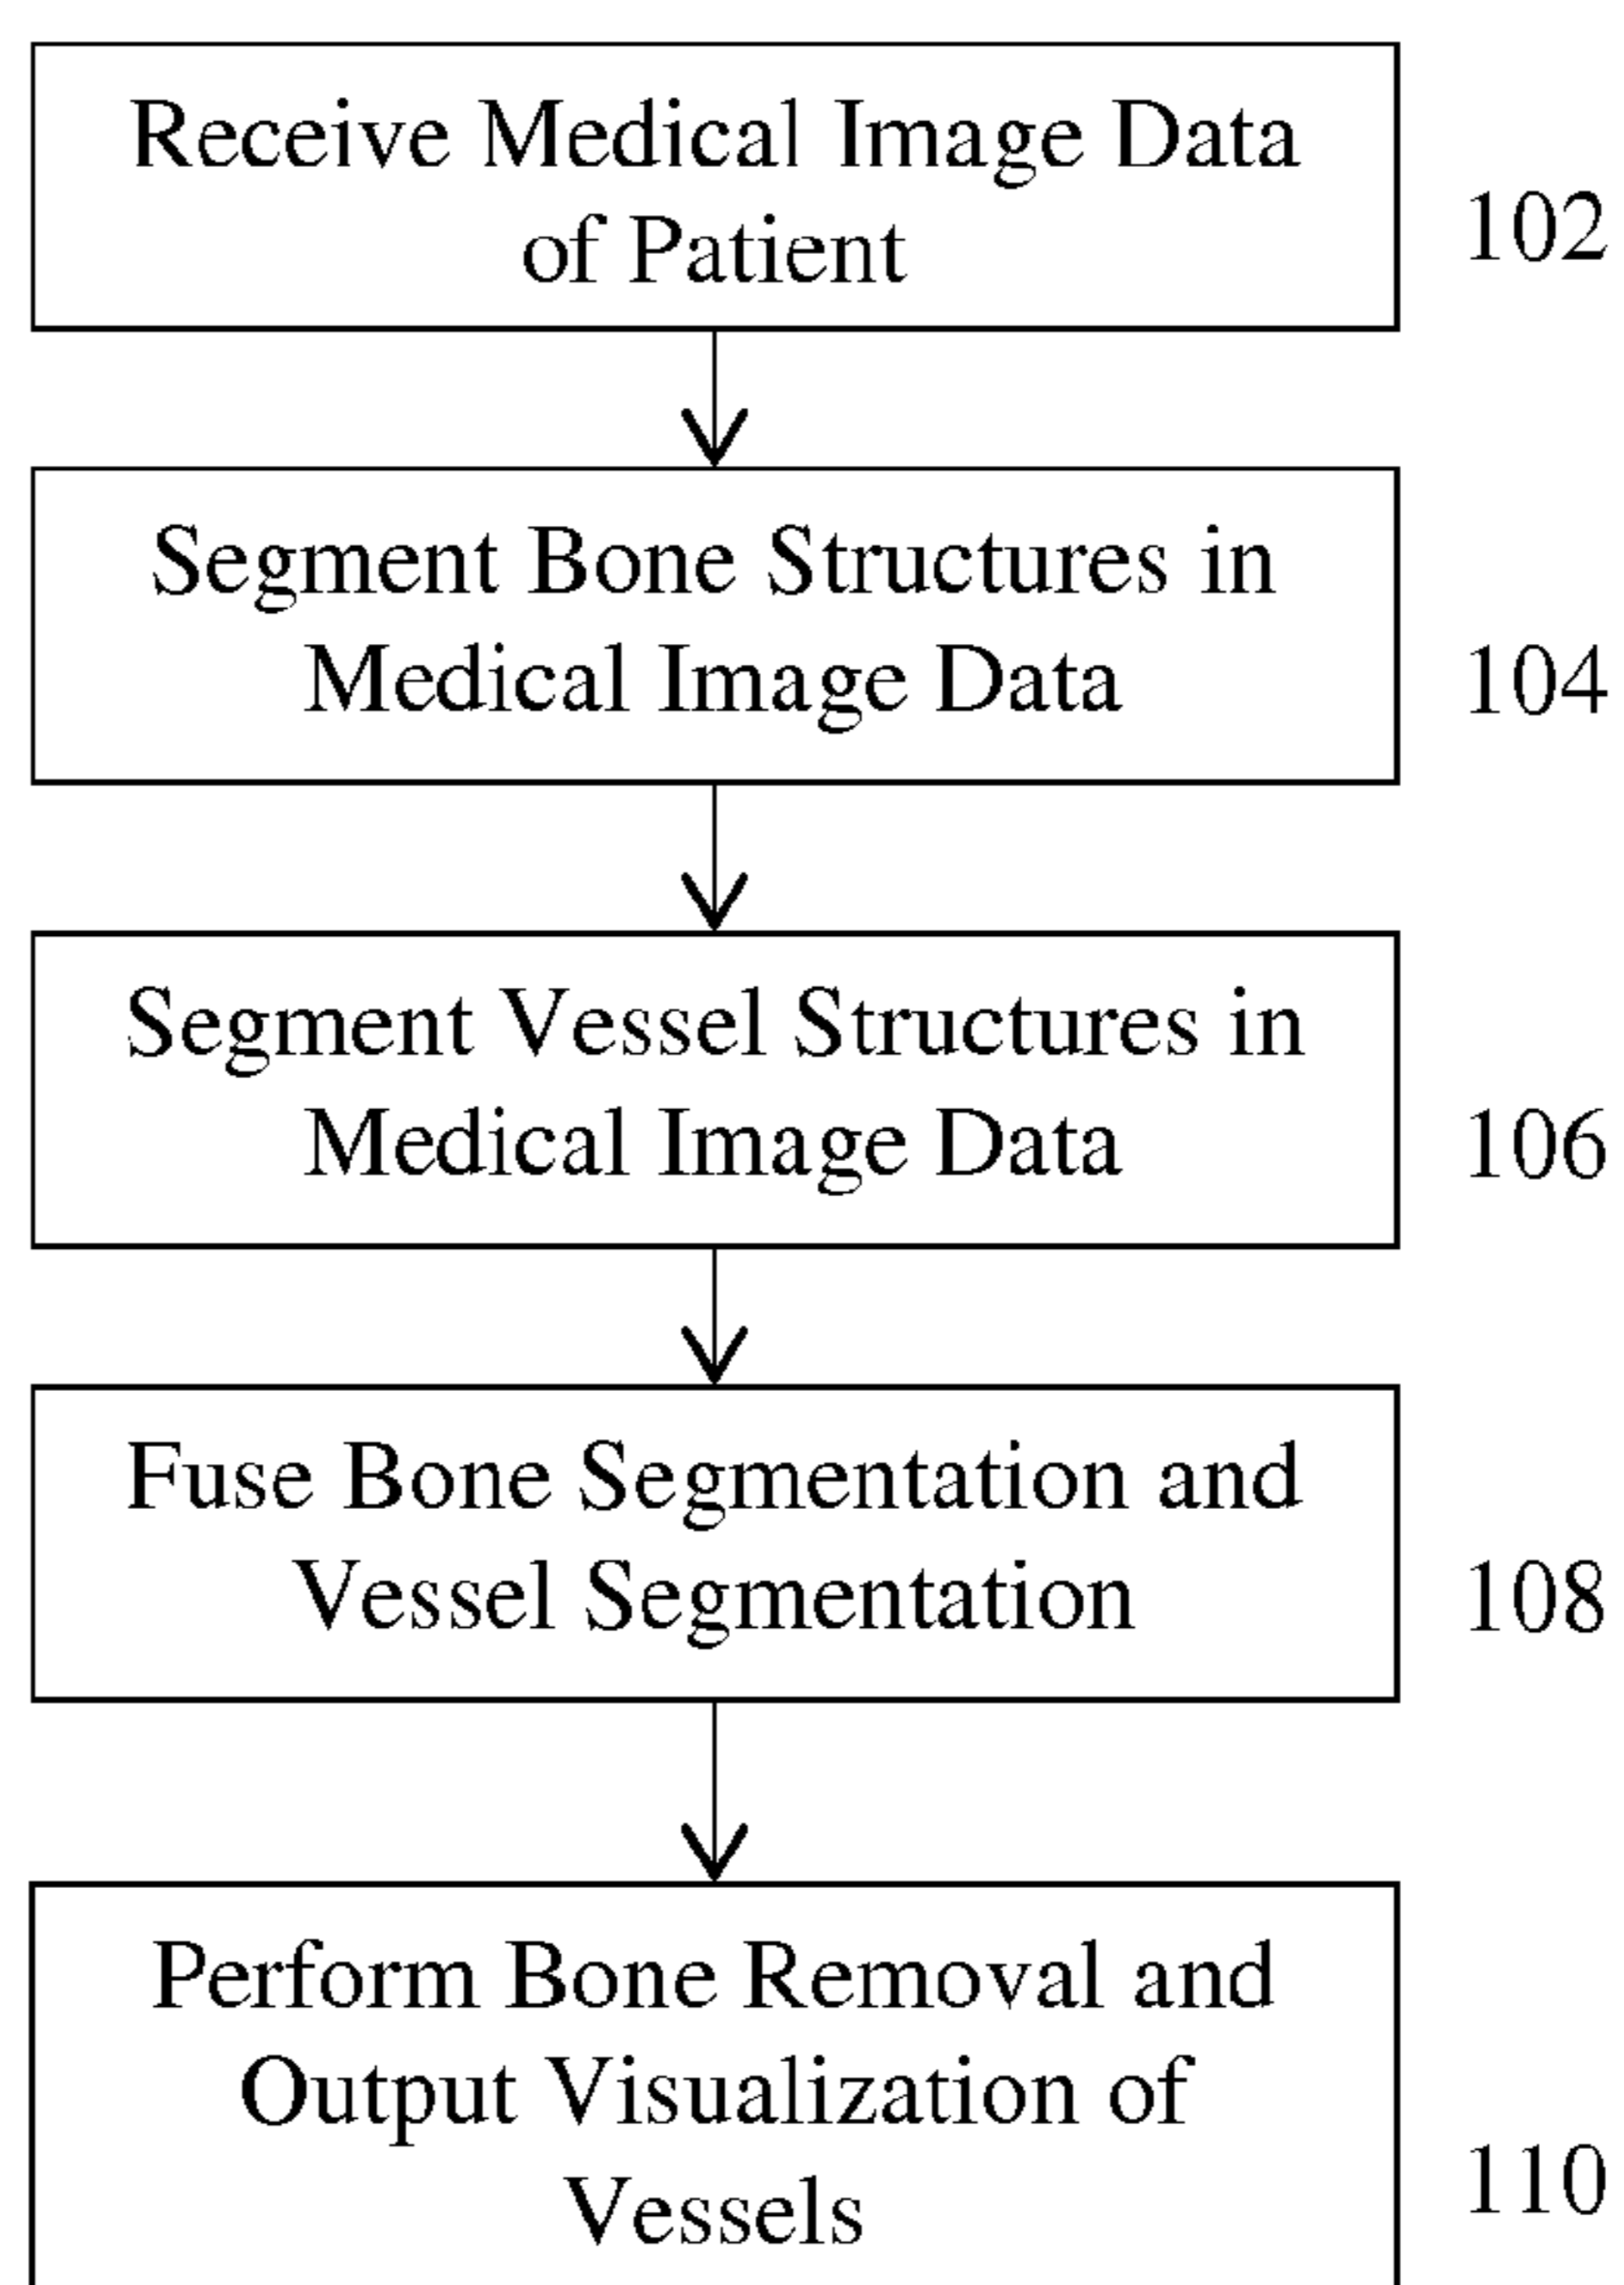 Receive Medical Image Data
of Patient
102
Segment Bone Structures in
Medical Image Data
104
Segment Vessel Structures in
Medical Image Data
106
Fuse Bone Segmentation and
Vessel Segmentation
108
Perform Bone Removal and
Output Visualization of
Vessels
110